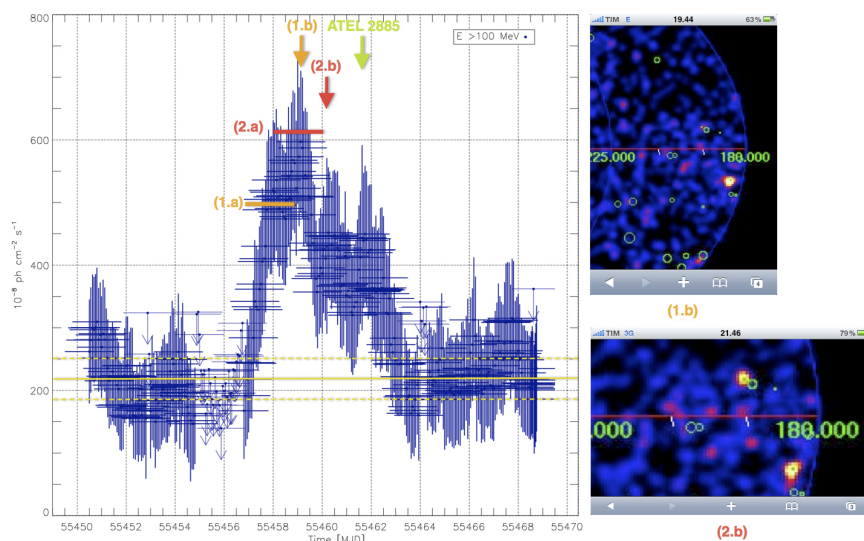 800
600
400
200
0
10⁻⁸ ph cm⁻² s⁻¹
55450
55452
55454
55456
55458
55460
55462
55464
55466
55468
55470
Time [MJD]
E >100 MeV
(1.b)
ATEL 2885
(2.b)
(2.a)
(1.a)
TIM E 19.44 63%
225.000 180.000
4
(1.b)
TIM 3G 21.46 79%
.000 180.000
(2.b)